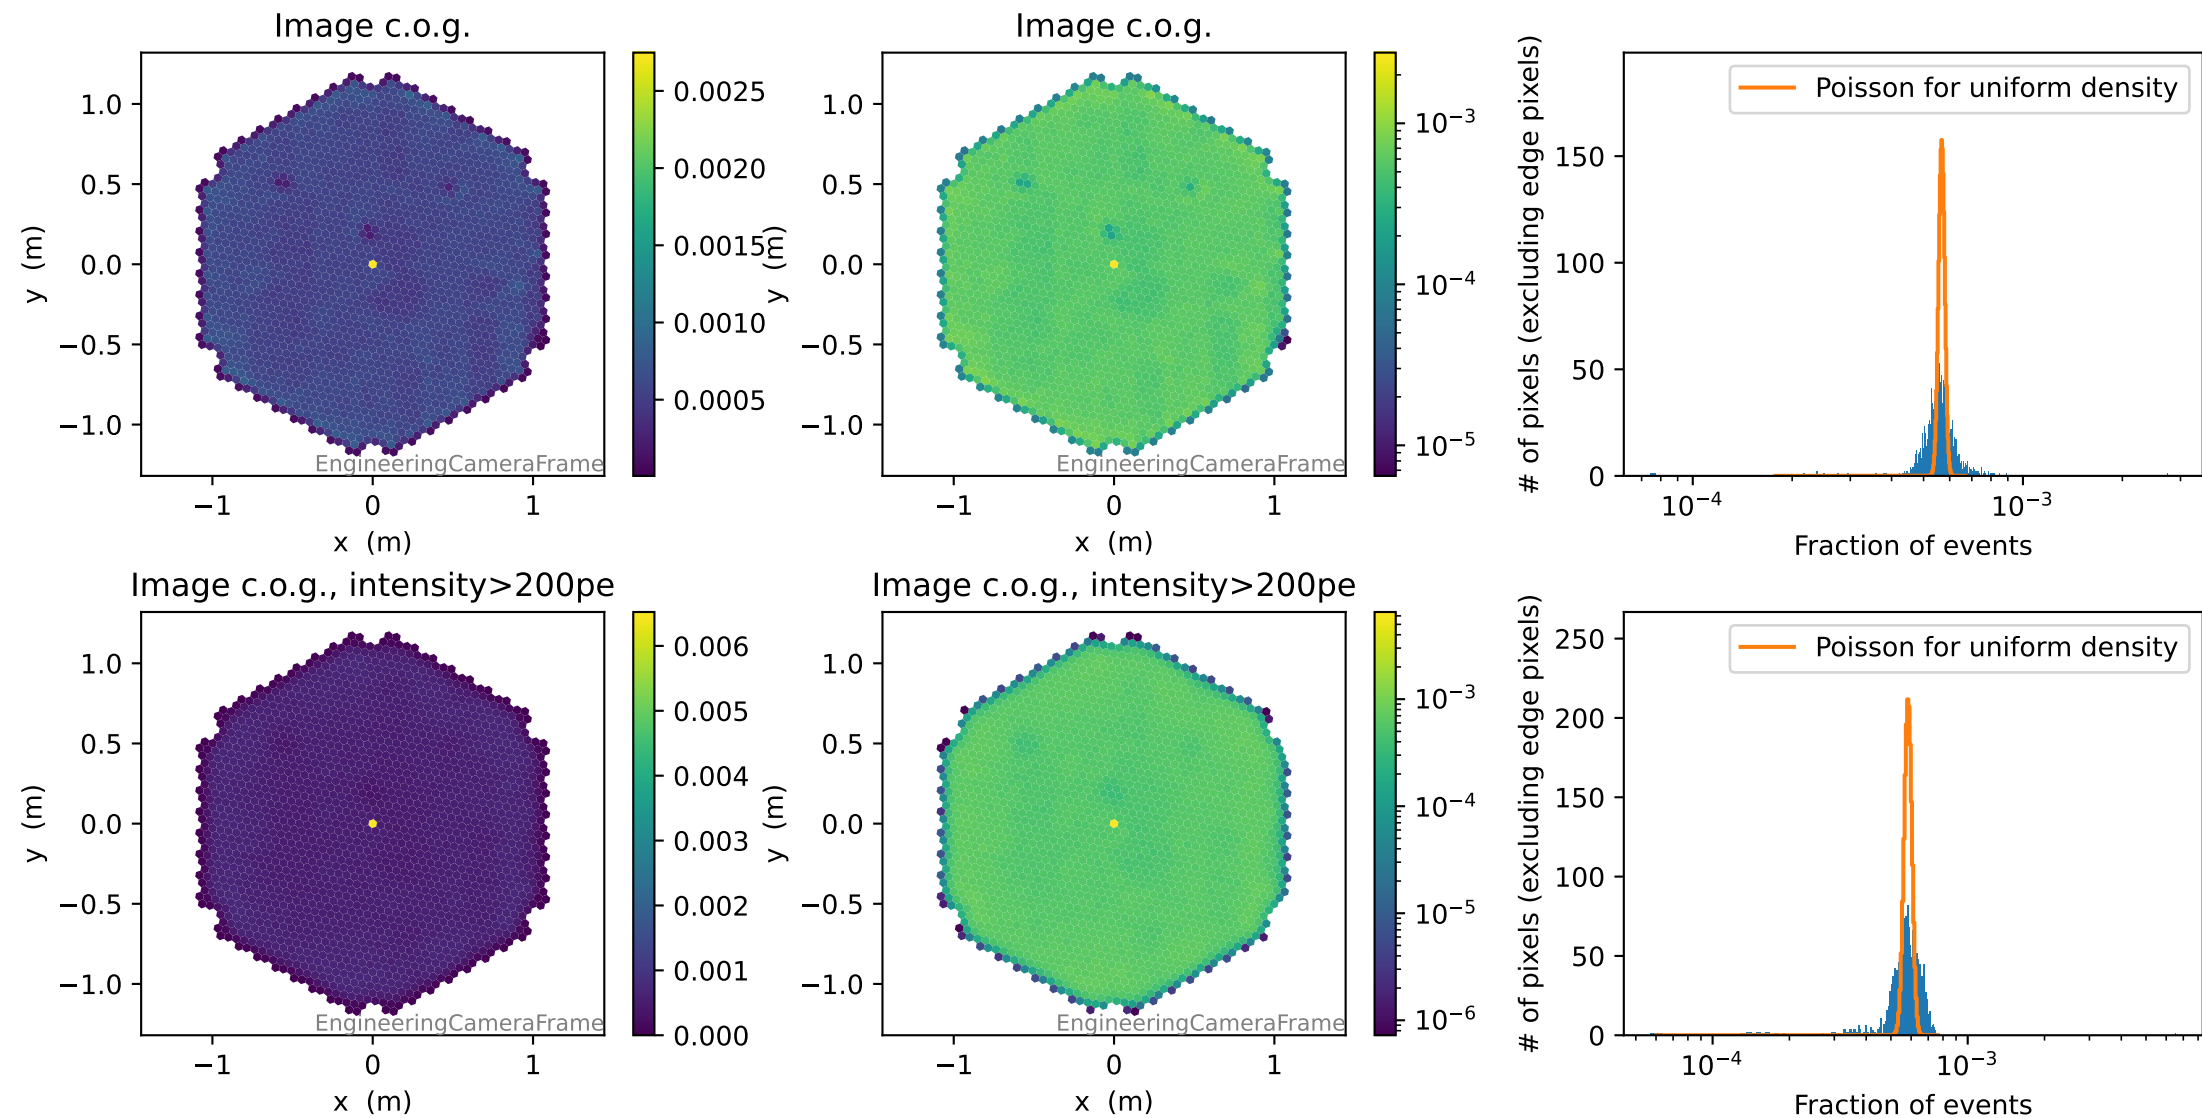 Image c.o.g.
1.0
0.5
0.0
−0.5
−1.0
−1
0
1
y (m)
x (m)
EngineeringCameraFrame
0.0025
0.0020
0.0015
0.0010
0.0005
Image c.o.g.
1.0
0.5
0.0
−0.5
−1.0
−1
0
1
y (m)
x (m)
EngineeringCameraFrame
10⁻³
10⁻⁴
10⁻⁵
# of pixels (excluding edge pixels)
150
100
50
0
Poisson for uniform density
10⁻⁴
10⁻³
Fraction of events
Image c.o.g., intensity>200pe
1.0
0.5
0.0
−0.5
−1.0
−1
0
1
y (m)
x (m)
EngineeringCameraFrame
0.006
0.005
0.004
0.003
0.002
0.001
0.000
Image c.o.g., intensity>200pe
1.0
0.5
0.0
−0.5
−1.0
−1
0
1
y (m)
x (m)
EngineeringCameraFrame
10⁻³
10⁻⁴
10⁻⁵
10⁻⁶
# of pixels (excluding edge pixels)
250
200
150
100
50
0
Poisson for uniform density
10⁻⁴
10⁻³
Fraction of events